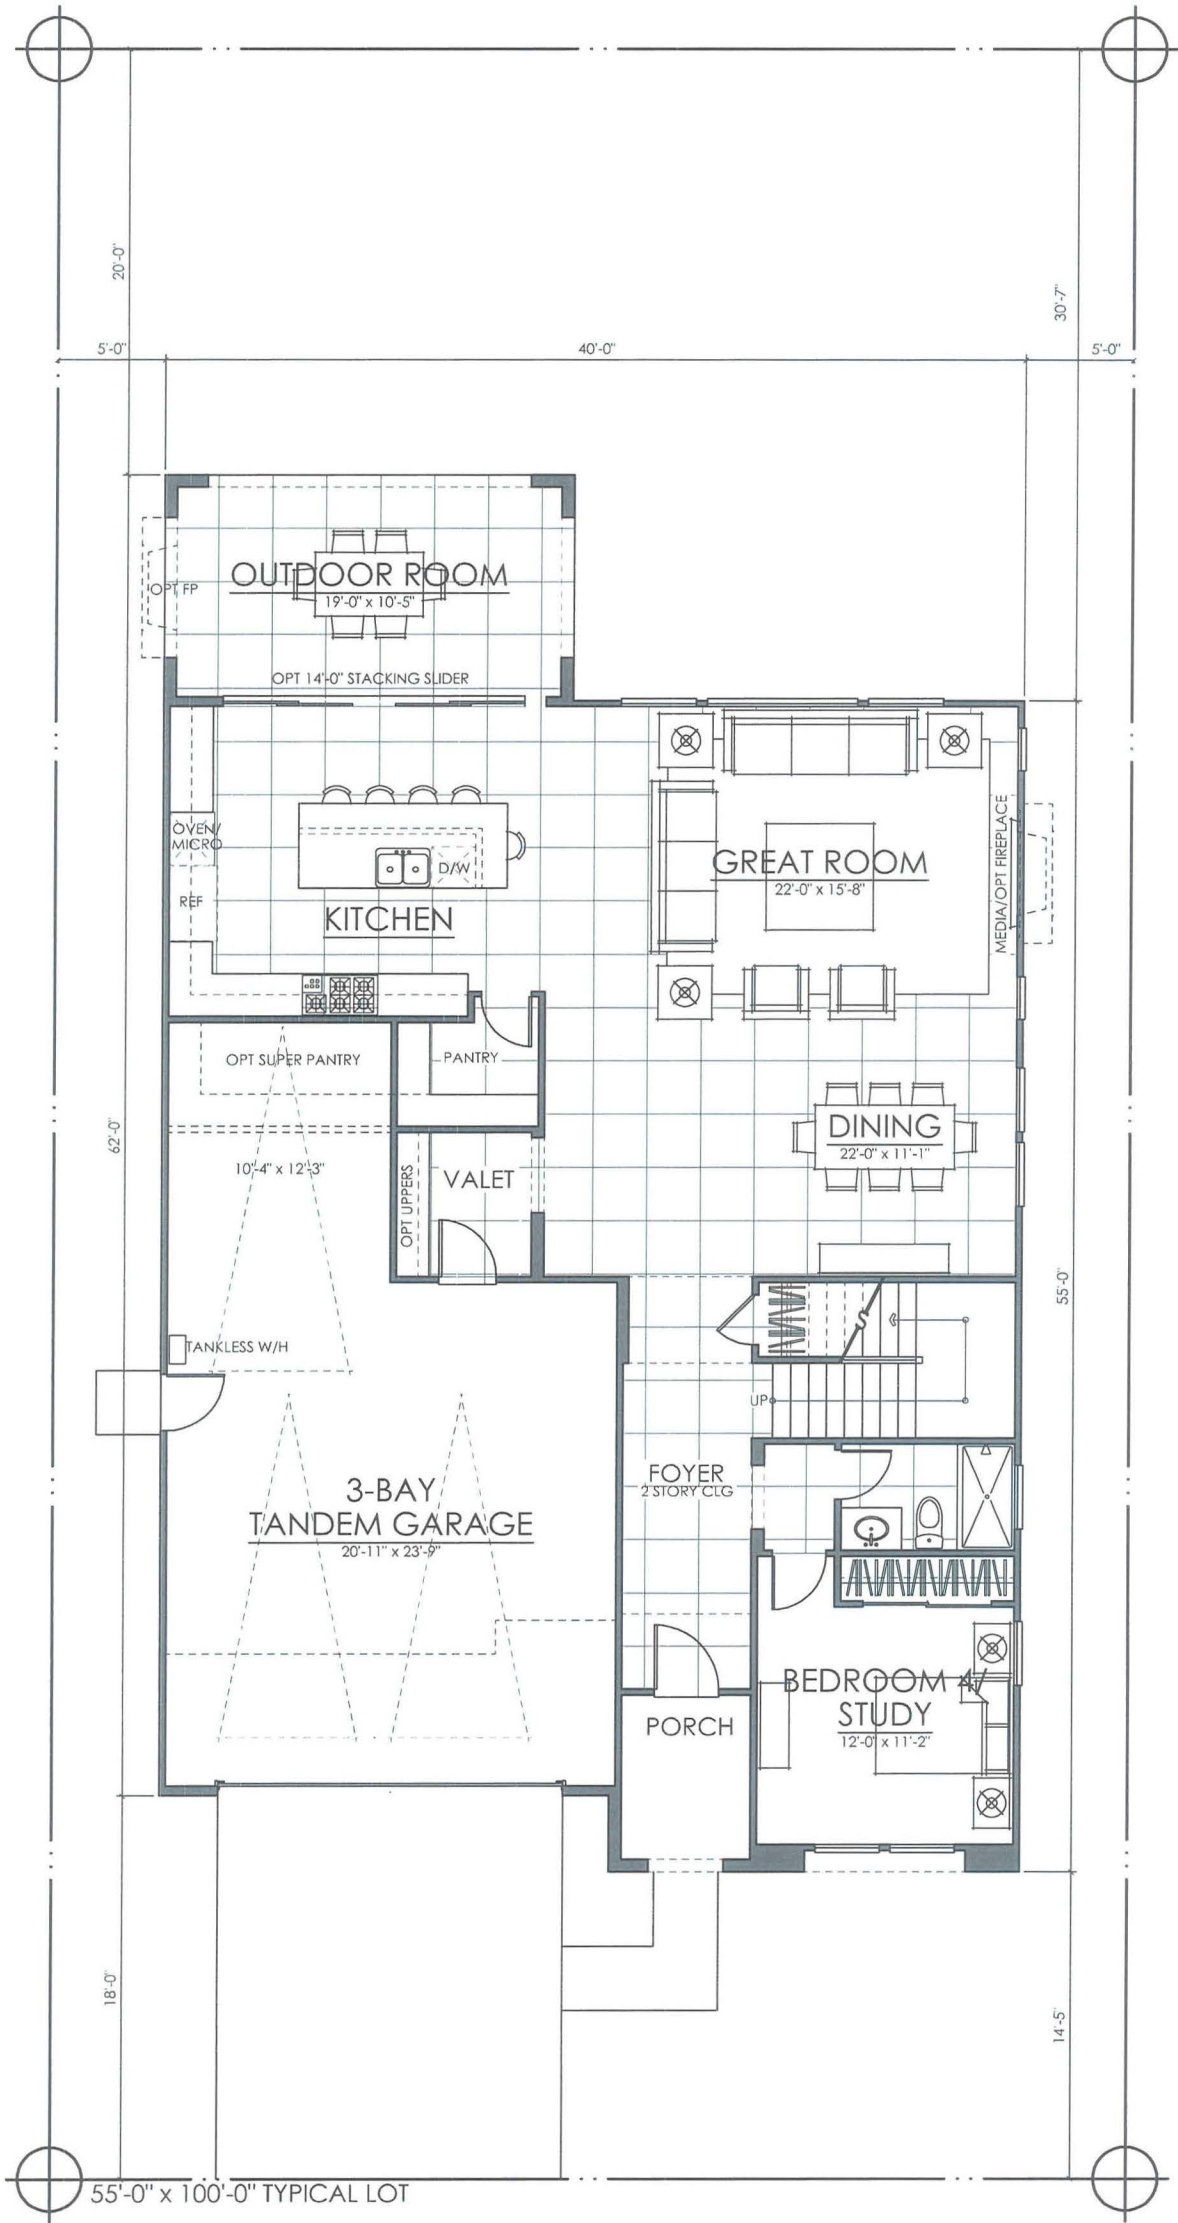 20'-0"
30'-7"
5'-0"
40'-0"
5'-0"
OPT FP
OUTDOOR ROOM
19'-0" x 10'-5"
OPT 14'-0" STACKING SLIDER
OVEN/
MICRO
REF
D/W
KITCHEN
GREAT ROOM
22'-0" x 15'-8"
MEDIA/OPT FIREPLACE
OPT SUPER PANTRY
PANTRY
62'-0"
10'-4" x 12'-3"
OPT UPPERS
VALET
DINING
22'-0" x 11'-1"
55'-0"
TANKLESS W/H
UP
3-BAY
TANDEM GARAGE
20'-11" x 23'-9"
FOYER
2 STORY CLG
PORCH
BEDROOM 4/
STUDY
12'-0" x 11'-2"
18'-0"
14'-5"
55'-0" x 100'-0" TYPICAL LOT